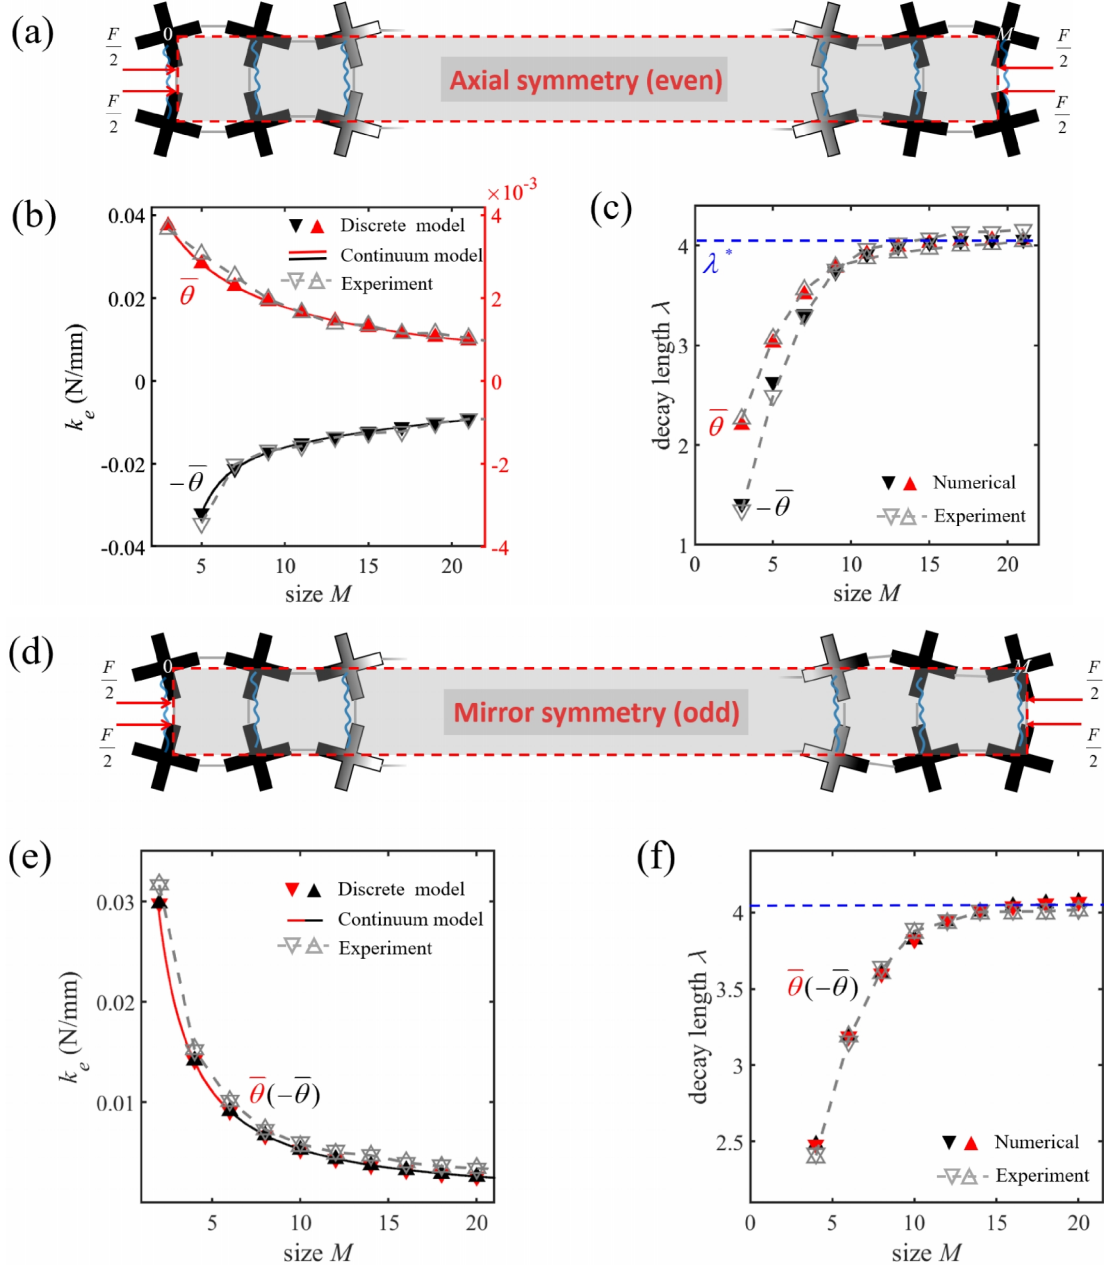 (a)
0
M
F/2
F/2
F/2
F/2
Axial symmetry (even)
(b)
×10⁻³
0.04
0.02
0
-0.02
-0.04
4
2
0
-2
-4
k_e (N/mm)
Discrete model
Continuum model
Experiment
θ̅
−θ̅
5
10
15
20
size M
(c)
4
3
2
1
decay length λ
λ*
θ̅
−θ̅
Numerical
Experiment
0
5
10
15
20
size M
(d)
0
M
F/2
F/2
F/2
F/2
Mirror symmetry (odd)
(e)
0.03
0.02
0.01
k_e (N/mm)
Discrete model
Continuum model
Experiment
θ̅(−θ̅)
5
10
15
20
size M
(f)
4
3.5
3
2.5
decay length λ
θ̅(−θ̅)
Numerical
Experiment
0
5
10
15
20
size M